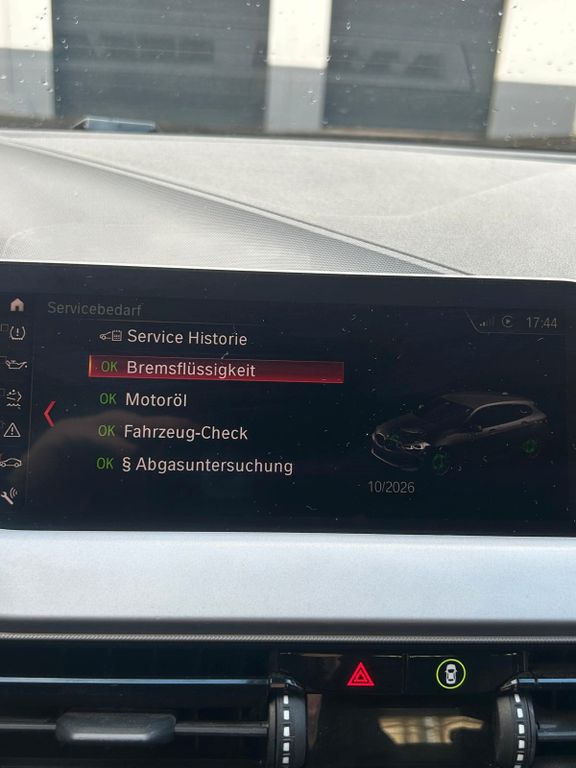 Servicebedarf
17:44
Service Historie
OK Bremsflüssigkeit
OK Motoröl
OK Fahrzeug-Check
OK § Abgasuntersuchung
10/2026